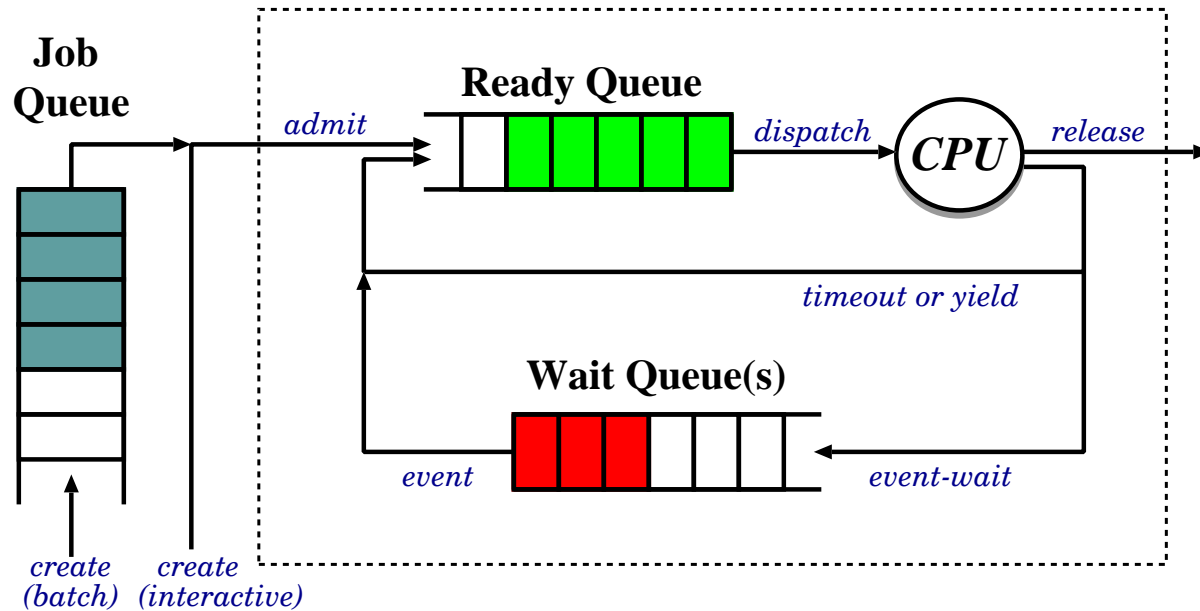 Job
Queue
Ready Queue
admit
dispatch
CPU
release
timeout or yield
Wait Queue(s)
event
event-wait
create
(batch)
create
(interactive)